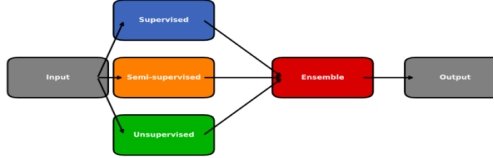 Supervised
Input
Semi-supervised
Ensemble
Output
Unsupervised